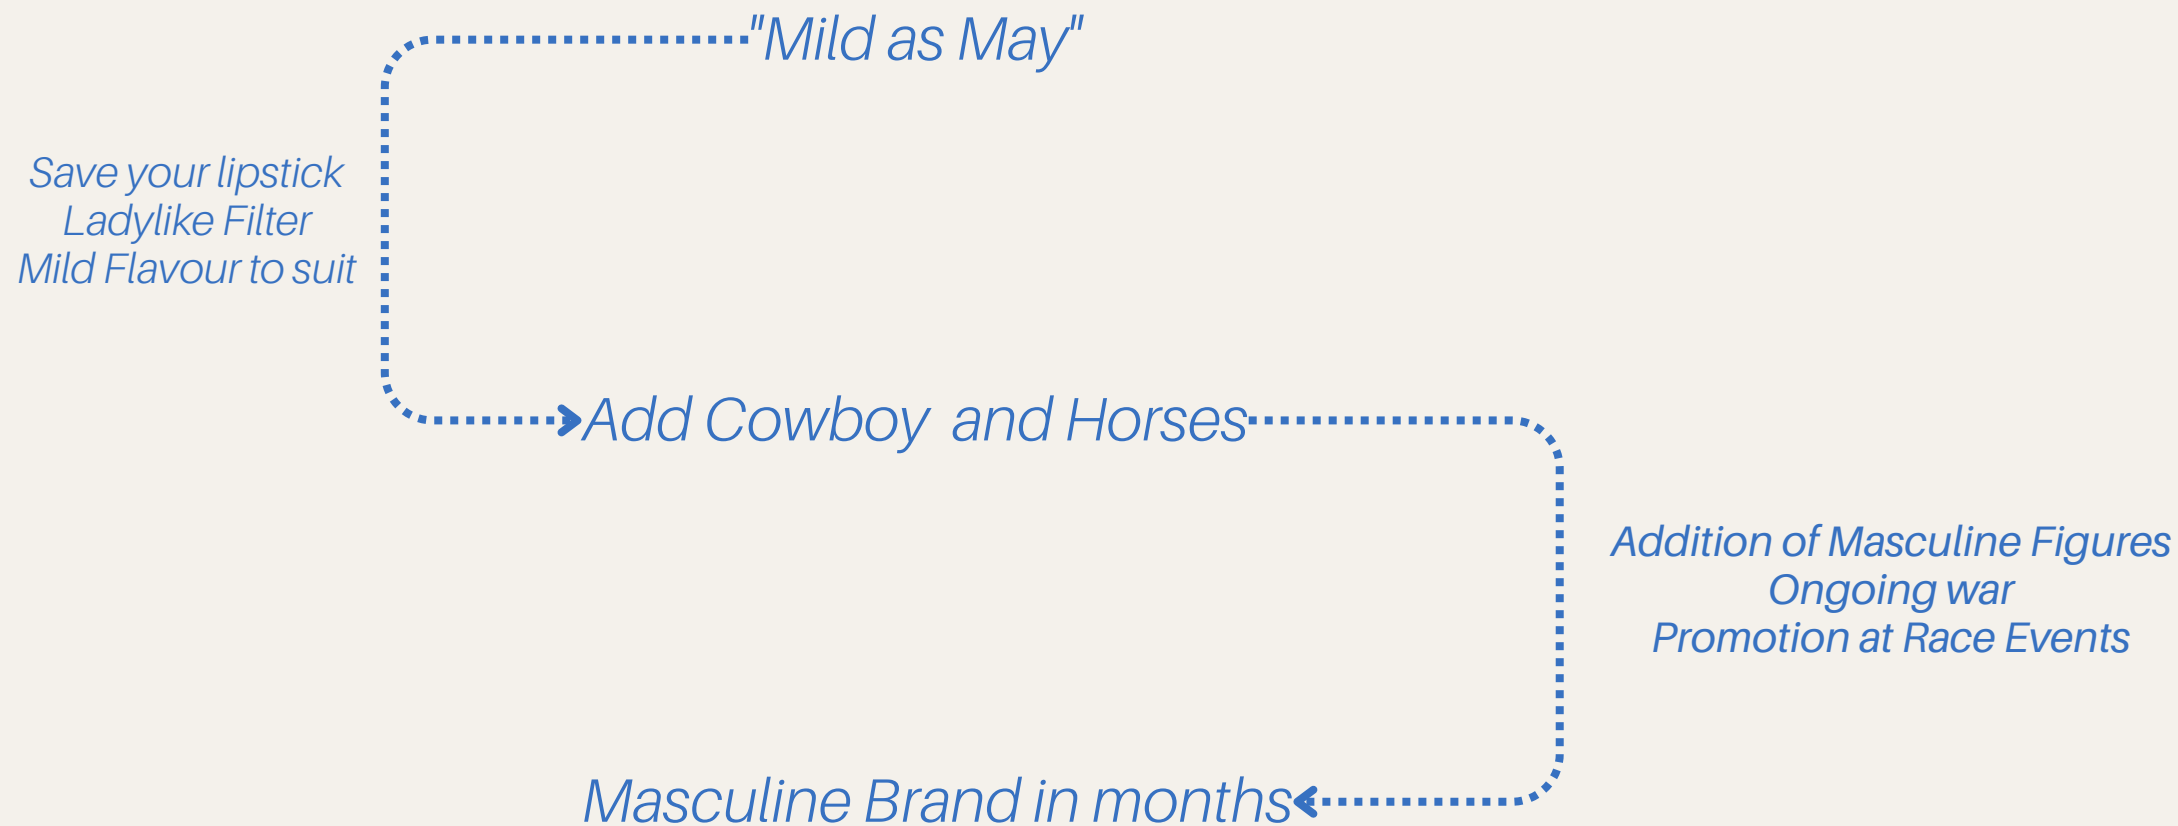 "Mild as May"
Save your lipstick
Ladylike Filter
Mild Flavour to suit
Add Cowboy and Horses
Addition of Masculine Figures
Ongoing war
Promotion at Race Events
Masculine Brand in months